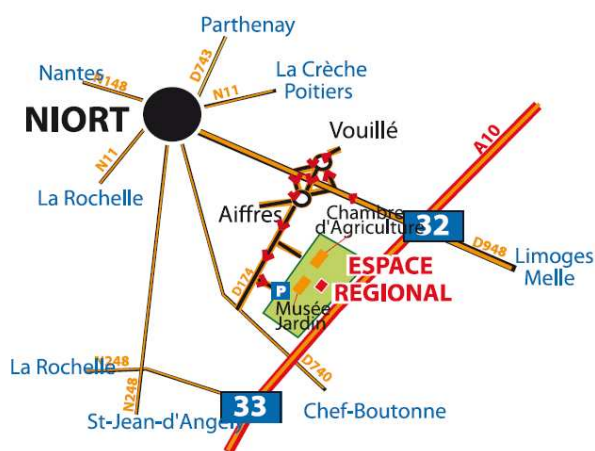 Parthenay
D743
Nantes
N148
N11
La Crèche
Poitiers
NIORT
Vouillé
A10
N11
La Rochelle
Aiffres
Chambre
d'Agriculture
32
D948
Limoges
Melle
D174
P
ESPACE
RÉGIONAL
Musée
Jardin
La Rochelle
N248
N248
D740
33
St-Jean-d'Angely
Chef-Boutonne